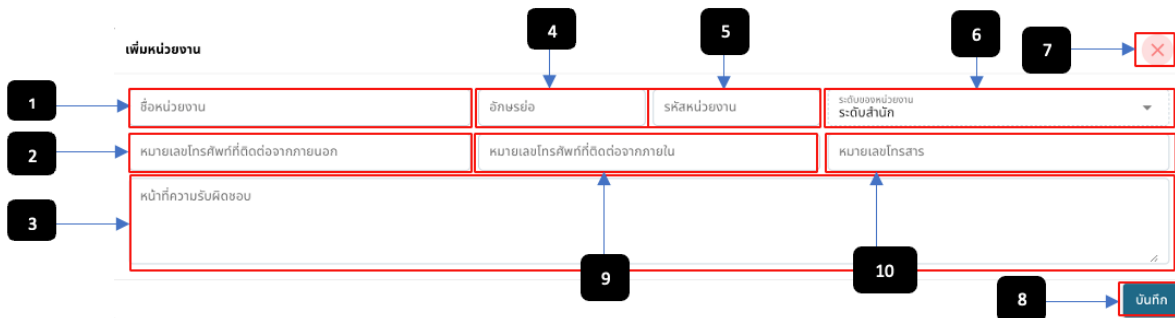 4
5
6
7
เพิ่มหน่วยงาน
1
ชื่อหน่วยงาน
อักษรย่อ
รหัสหน่วยงาน
ระดับของหน่วยงาน
ระดับสำนัก
2
หมายเลขโทรศัพท์ที่ติดต่อจากภายนอก
หมายเลขโทรศัพท์ที่ติดต่อจากภายใน
หมายเลขโทรสาร
3
หน้าที่ความรับผิดชอบ
9
10
8
บันทึก